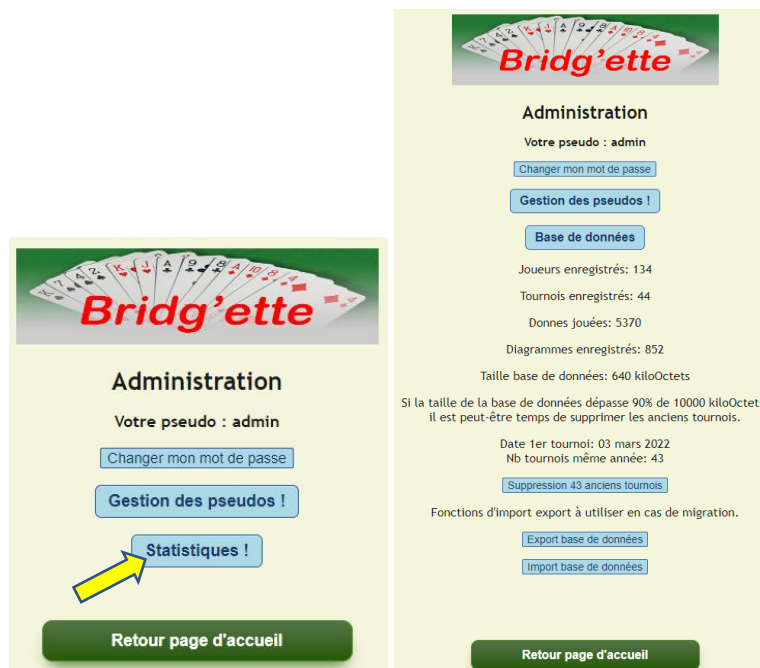 Bridg'ette
Administration
Votre pseudo : admin
Changer mon mot de passe
Gestion des pseudos !
Statistiques !
Retour page d'accueil
Bridg'ette
Administration
Votre pseudo : admin
Changer mon mot de passe
Gestion des pseudos !
Base de données
Joueurs enregistrés: 134
Tournois enregistrés: 44
Donnes jouées: 5370
Diagrammes enregistrés: 852
Taille base de données: 640 kiloOctets
Si la taille de la base de données dépasse 90% de 10000 kiloOctet
il est peut-être temps de supprimer les anciens tournois.
Date 1er tournoi: 03 mars 2022
Nb tournois même année: 43
Suppression 43 anciens tournois
Fonctions d'import export à utiliser en cas de migration.
Export base de données
Import base de données
Retour page d'accueil